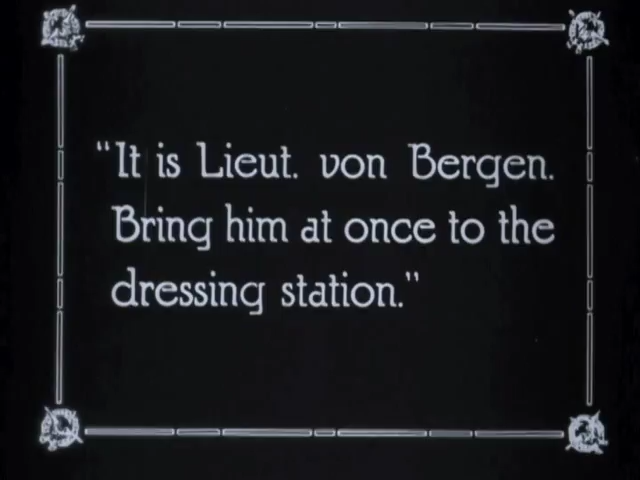 “It is Lieut. von Bergen.
Bring him at once to the
dressing station.”